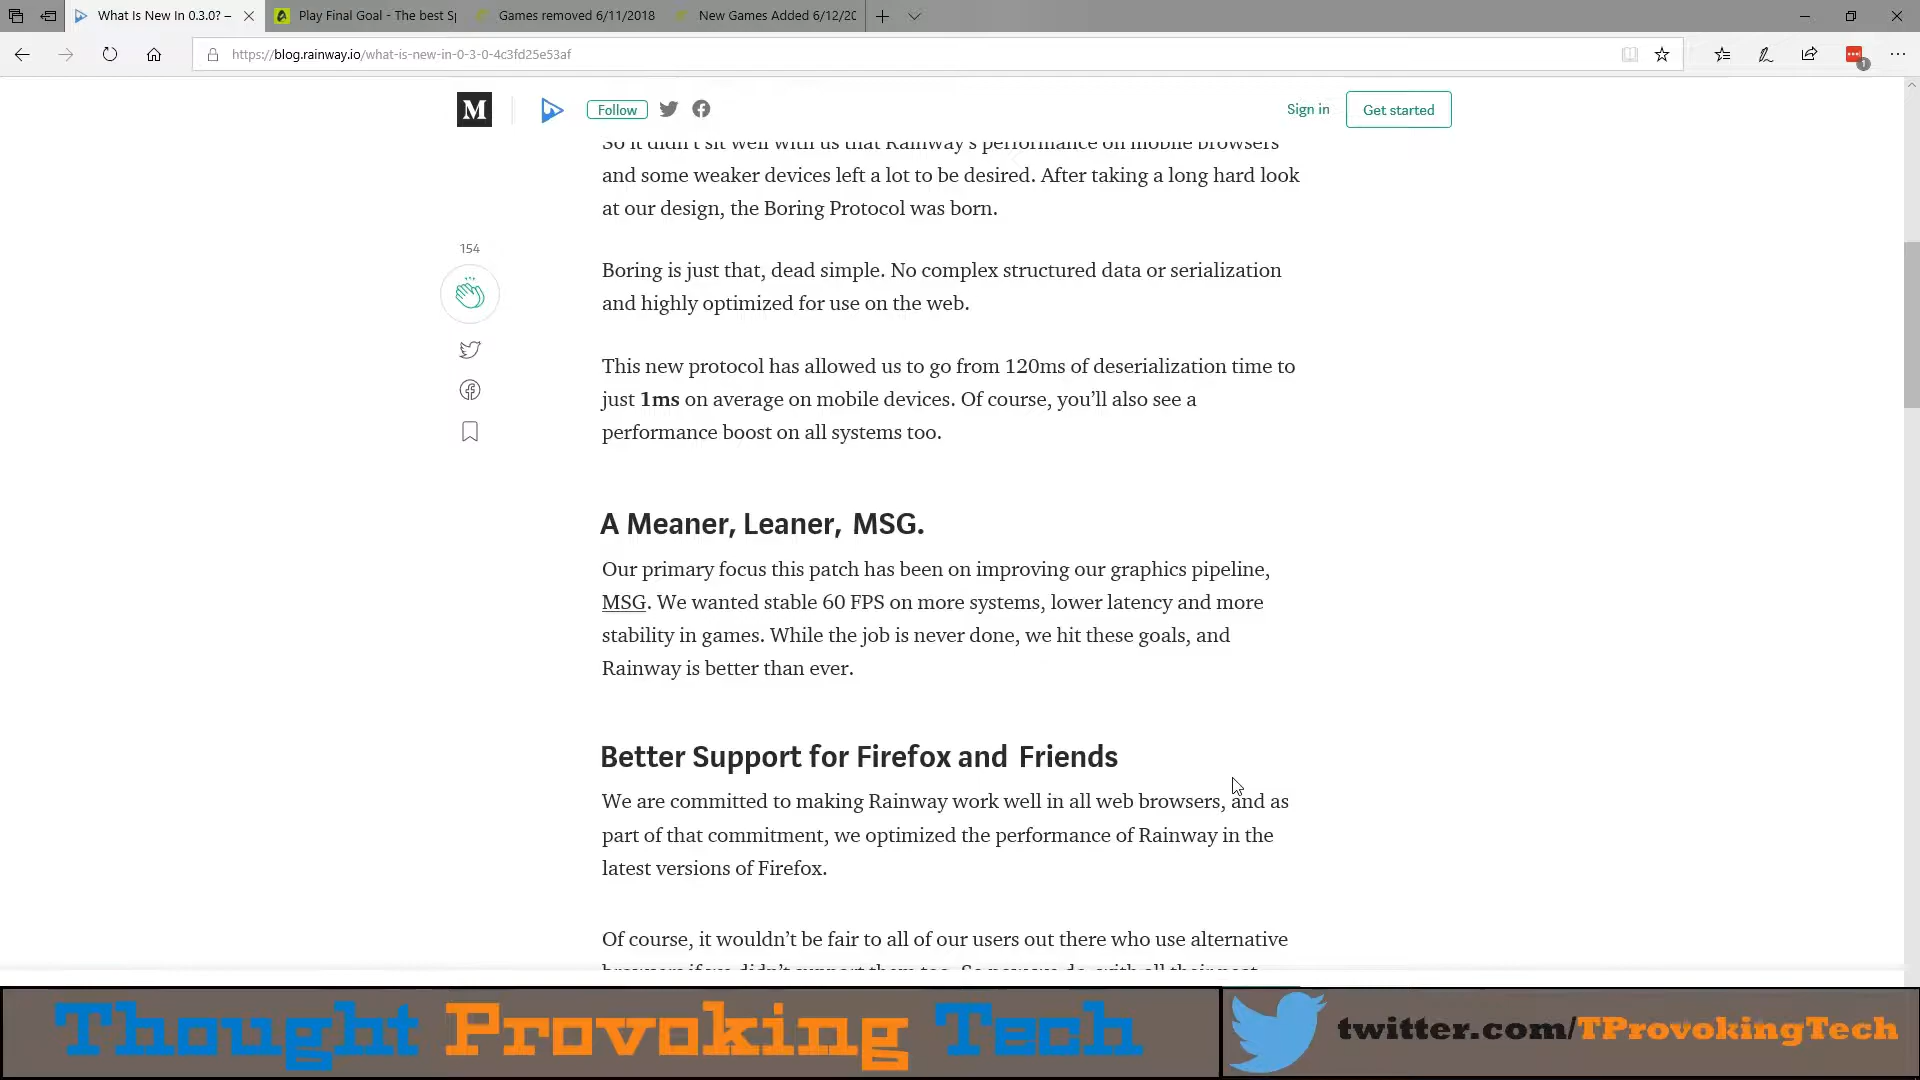 What Is New In 0.3.0? –
Play Final Goal - The best Sp
Games removed 6/11/2018
New Games Added 6/12/20
https://blog.rainway.io/what-is-new-in-0-3-0-4c3fd25e53af
1
M
Follow
Sign in
Get started
So it didn't sit well with us that Rainway's performance on mobile browsers
and some weaker devices left a lot to be desired. After taking a long hard look
at our design, the Boring Protocol was born.
154
Boring is just that, dead simple. No complex structured data or serialization
and highly optimized for use on the web.
This new protocol has allowed us to go from 120ms of deserialization time to
just 1ms on average on mobile devices. Of course, you’ll also see a
performance boost on all systems too.
A Meaner, Leaner, MSG.
Our primary focus this patch has been on improving our graphics pipeline,
MSG. We wanted stable 60 FPS on more systems, lower latency and more
stability in games. While the job is never done, we hit these goals, and
Rainway is better than ever.
Better Support for Firefox and Friends
We are committed to making Rainway work well in all web browsers, and as
part of that commitment, we optimized the performance of Rainway in the
latest versions of Firefox.
Of course, it wouldn’t be fair to all of our users out there who use alternative
Thought Provoking Tech
twitter.com/TProvokingTech